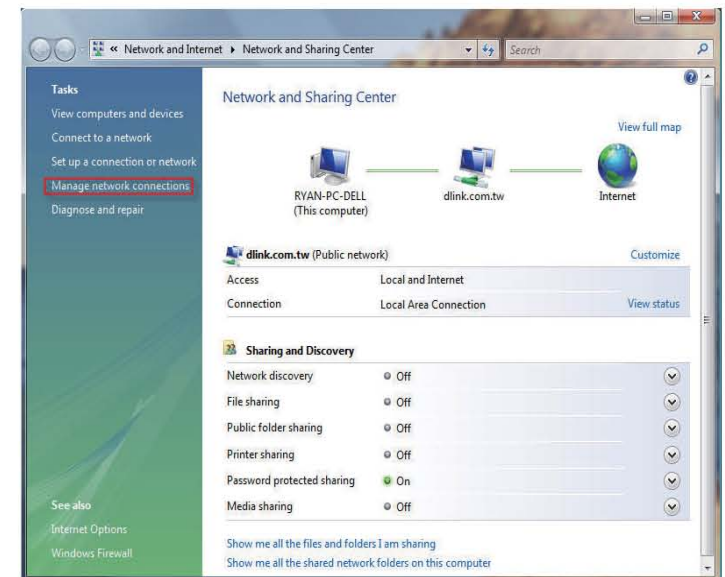 « Network and Internet ▸ Network and Sharing Center
Search
Tasks
View computers and devices
Connect to a network
Set up a connection or network
Manage network connections
Diagnose and repair
See also
Internet Options
Windows Firewall
Network and Sharing Center
View full map
RYAN-PC-DELL
(This computer)
dlink.com.tw
Internet
dlink.com.tw (Public network)
Customize
Access Local and Internet
Connection Local Area Connection View status
Sharing and Discovery
Network discovery Off
File sharing Off
Public folder sharing Off
Printer sharing Off
Password protected sharing On
Media sharing Off
Show me all the files and folders I am sharing
Show me all the shared network folders on this computer